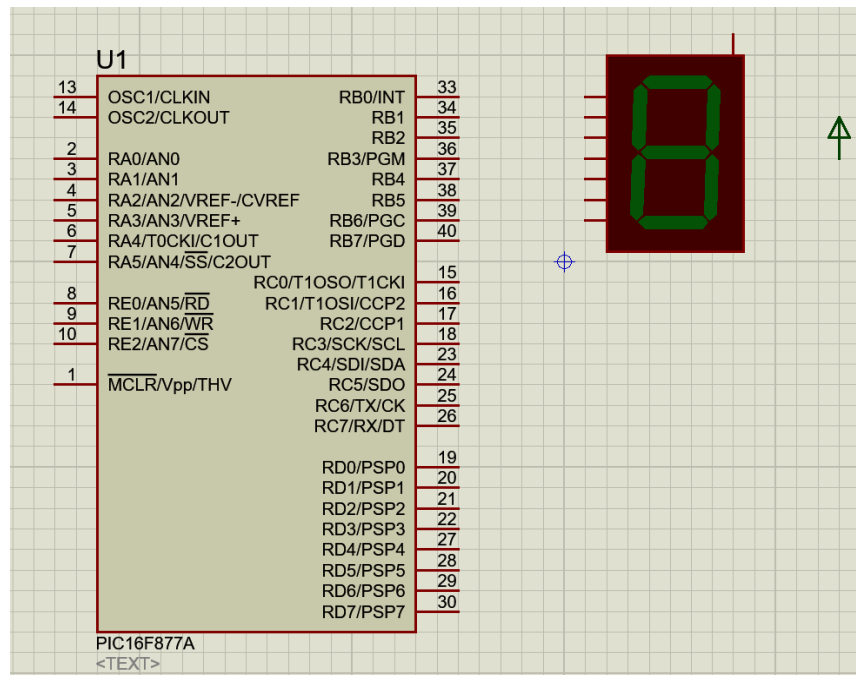 U1
13 OSC1/CLKIN RB0/INT 33
14 OSC2/CLKOUT RB1 34
RB2 35
2 RA0/AN0 RB3/PGM 36
3 RA1/AN1 RB4 37
4 RA2/AN2/VREF-/CVREF RB5 38
5 RA3/AN3/VREF+ RB6/PGC 39
6 RA4/T0CKI/C1OUT RB7/PGD 40
7 RA5/AN4/SS/C2OUT
RC0/T1OSO/T1CKI 15
8 RE0/AN5/RD RC1/T1OSI/CCP2 16
9 RE1/AN6/WR RC2/CCP1 17
10 RE2/AN7/CS RC3/SCK/SCL 18
RC4/SDI/SDA 23
1 MCLR/Vpp/THV RC5/SDO 24
RC6/TX/CK 25
RC7/RX/DT 26
RD0/PSP0 19
RD1/PSP1 20
RD2/PSP2 21
RD3/PSP3 22
RD4/PSP4 27
RD5/PSP5 28
RD6/PSP6 29
RD7/PSP7 30
PIC16F877A
<TEXT>